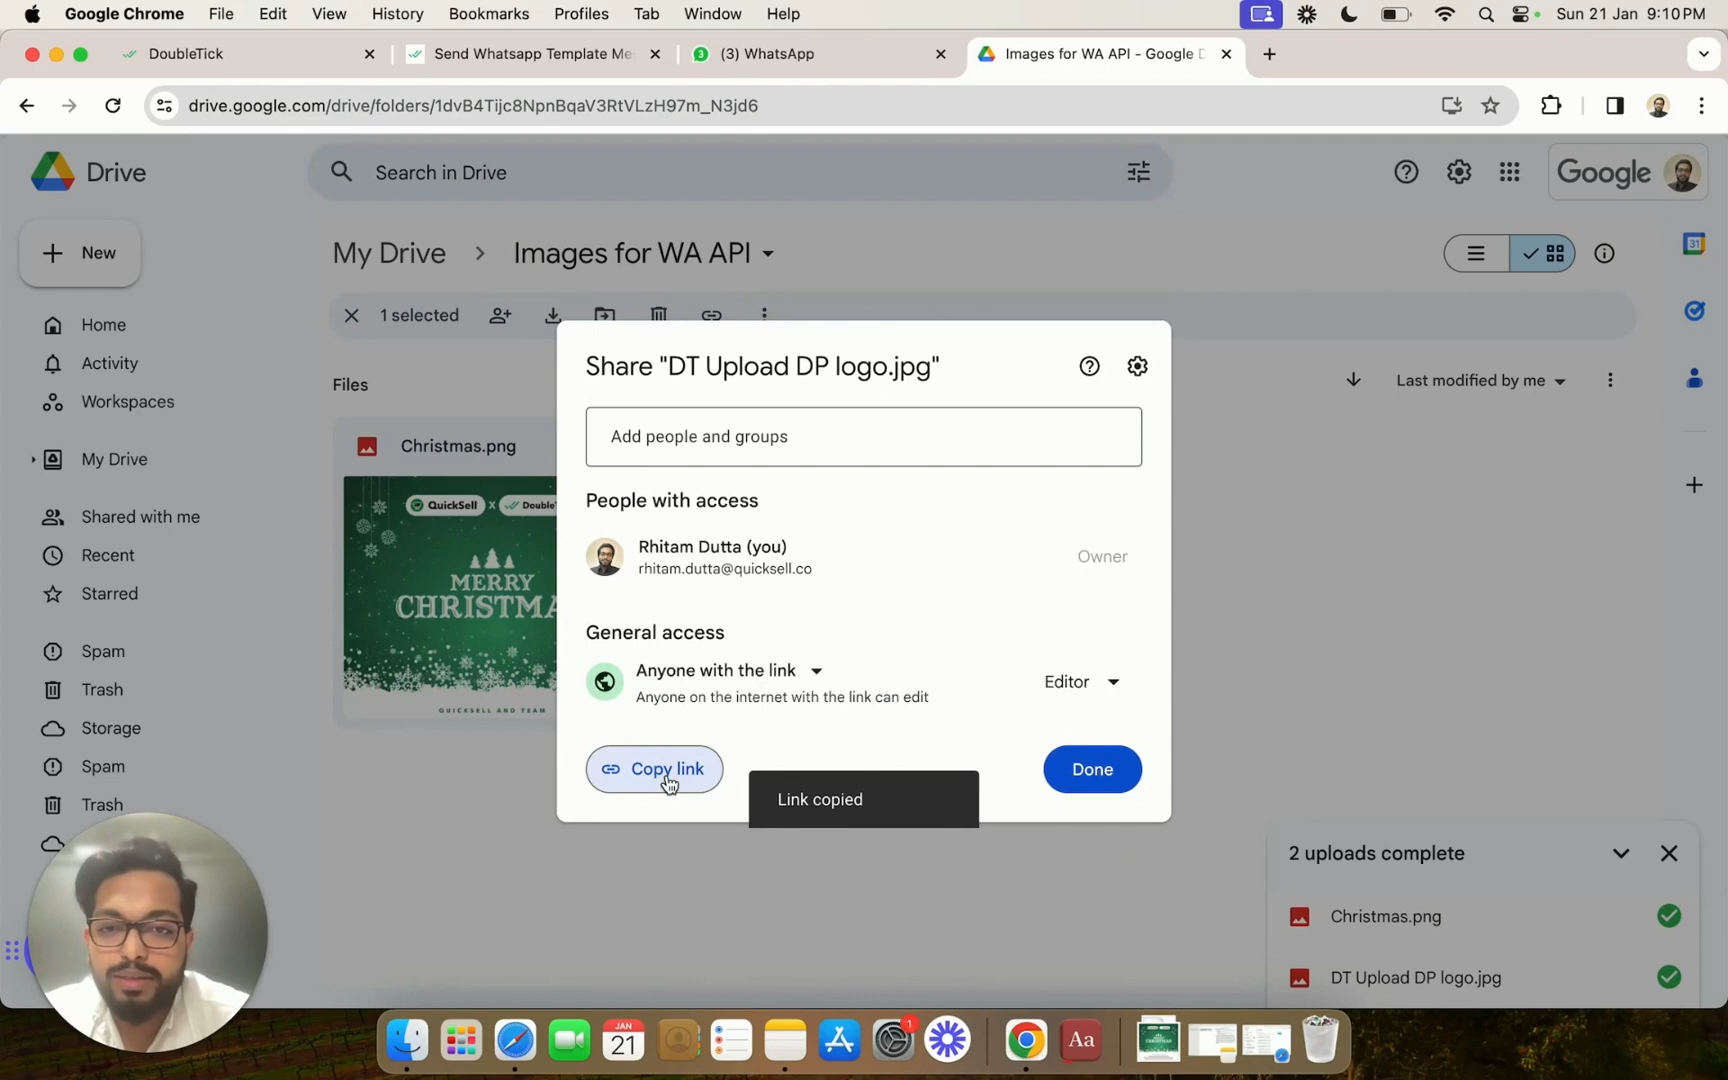 Google Chrome File Edit View History Bookmarks Profiles Tab Window Help Sun 21 Jan 9:10 PM
DoubleTick Send Whatsapp Template Me (3) WhatsApp Images for WA API - Google D
drive.google.com/drive/folders/1dvB4Tijc8NpnBqaV3RtVLzH97m_N3jd6
Drive Search in Drive Google
New My Drive > Images for WA API
31
1 selected
Home
Activity
Workspaces
My Drive
Shared with me
Recent
Starred
Spam
Trash
Storage
Spam
Trash
Files Last modified by me
Christmas.png
QuickSell X Double
MERRY
CHRISTMA
QUICKSELL AND TEAM
Share "DT Upload DP logo.jpg"
Add people and groups
People with access
Rhitam Dutta (you)
rhitam.dutta@quicksell.co
Owner
General access
Anyone with the link
Anyone on the internet with the link can edit
Editor
Copy link
Done
Link copied
2 uploads complete
Christmas.png
DT Upload DP logo.jpg
JAN
21
1
Aa